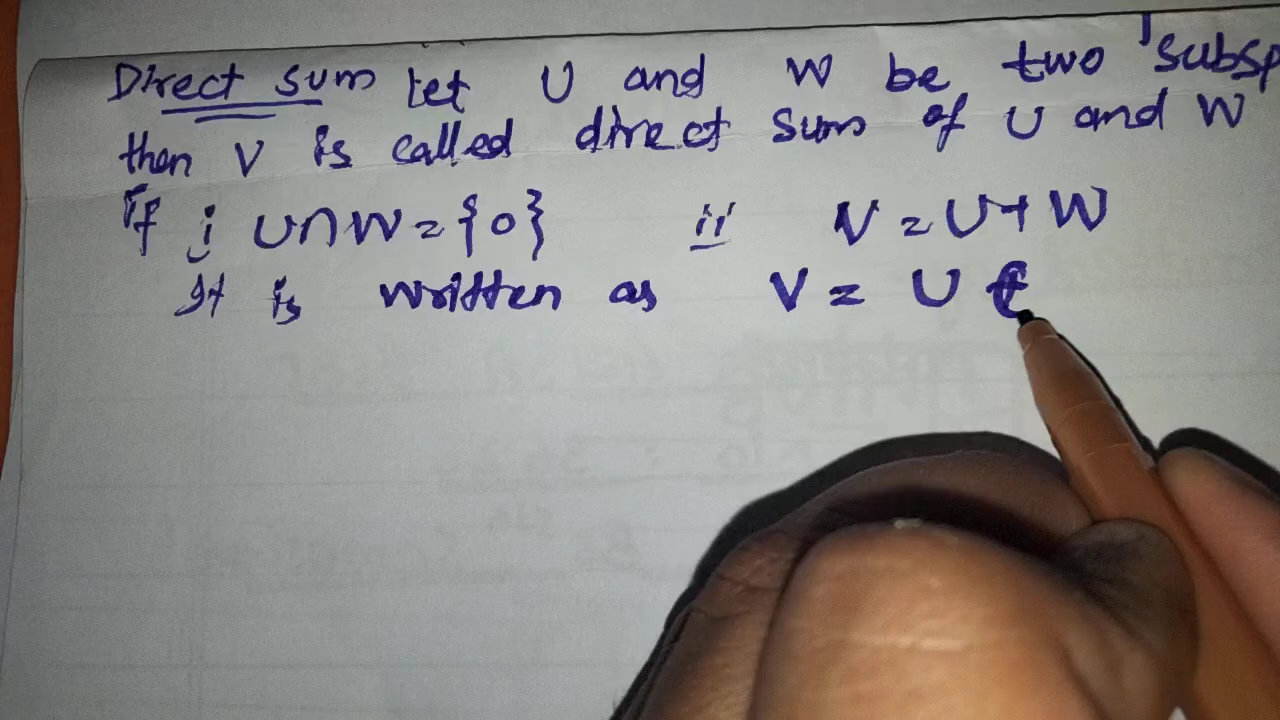 Direct sum Let U and W be two subsp
then V is called direct sum of U and W
If i U∩W={0} ii V=U+W
It is written as V= U